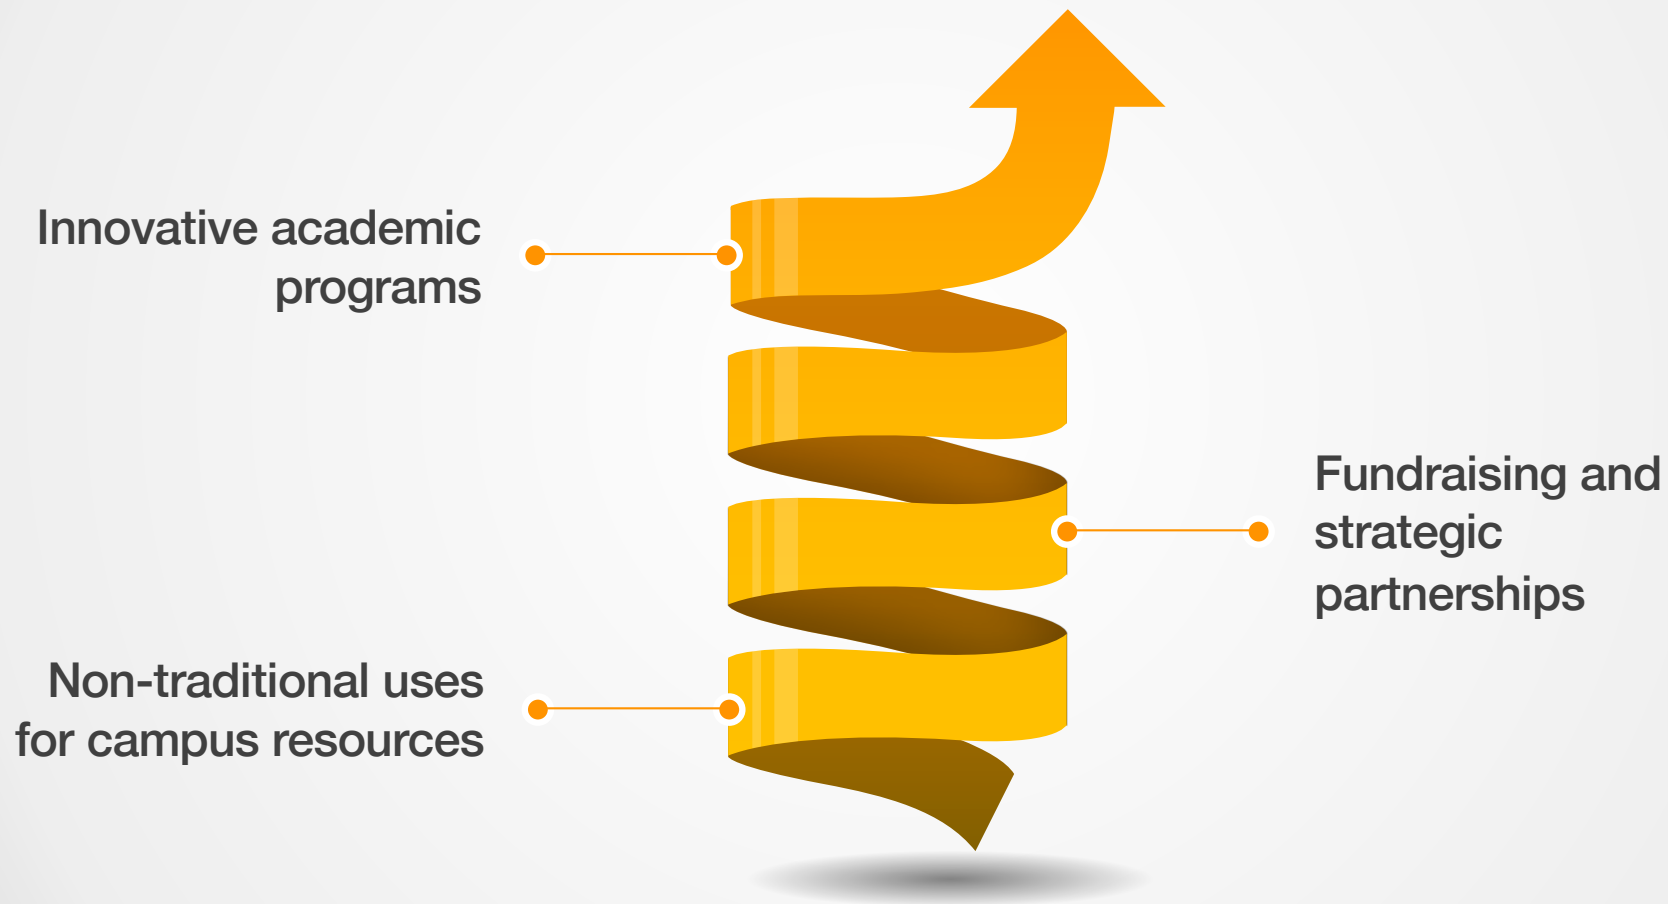 Innovative academic
programs
Fundraising and
strategic
partnerships
Non-traditional uses
for campus resources